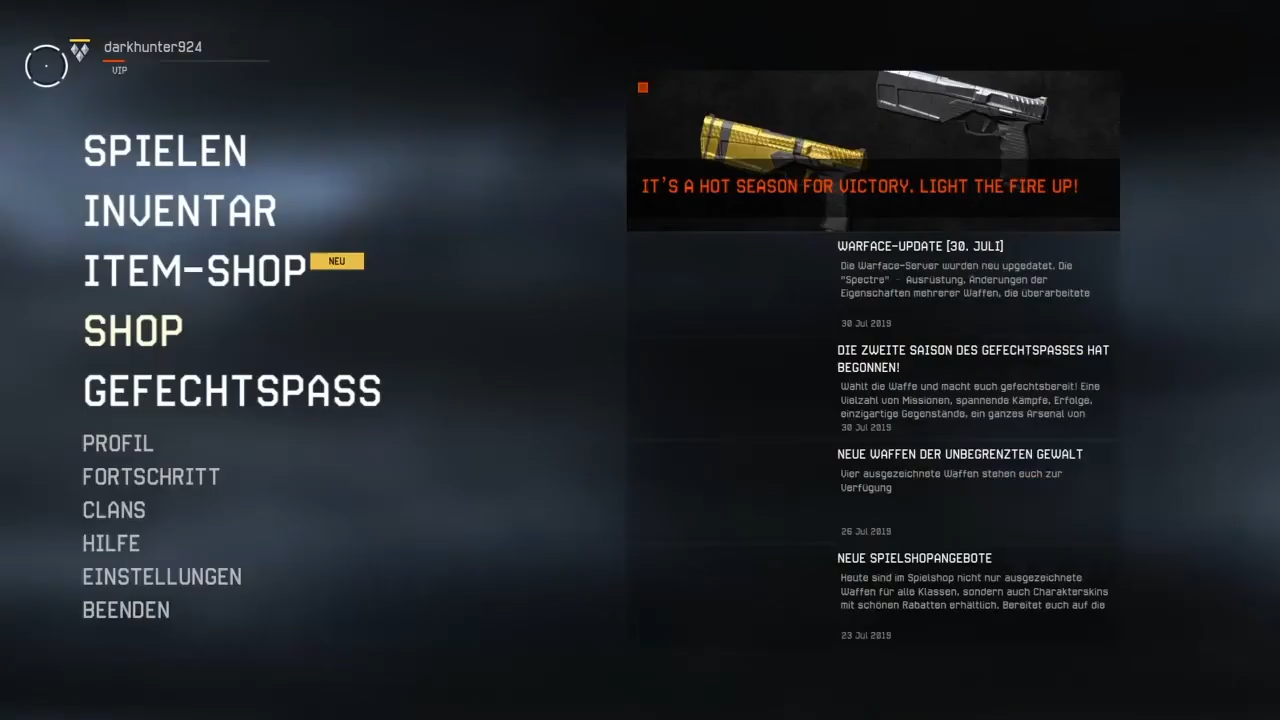 darkhunter924
VIP
SPIELEN
INVENTAR
ITEM-SHOP
NEU
SHOP
GEFECHTSPASS
PROFIL
FORTSCHRITT
CLANS
HILFE
EINSTELLUNGEN
BEENDEN
IT'S A HOT SEASON FOR VICTORY. LIGHT THE FIRE UP!
WARFACE-UPDATE [30. JULI]
Die Warface-Server wurden neu upgedatet. Die
"Spectre" - Ausrüstung, Änderungen der
Eigenschaften mehrerer Waffen, die überarbeitete
30 Jul 2019
DIE ZWEITE SAISON DES GEFECHTSPASSES HAT
BEGONNEN!
Wählt die Waffe und macht euch gefechtsbereit! Eine
Vielzahl von Missionen, spannende Kämpfe, Erfolge,
einzigartige Gegenstände, ein ganzes Arsenal von
30 Jul 2019
NEUE WAFFEN DER UNBEGRENZTEN GEWALT
Vier ausgezeichnete Waffen stehen euch zur
Verfügung
26 Jul 2019
NEUE SPIELSHOPANGEBOTE
Heute sind im Spielshop nicht nur ausgezeichnete
Waffen für alle Klassen, sondern auch Charakterskins
mit schönen Rabatten erhältlich. Bereitet euch auf die
23 Jul 2019